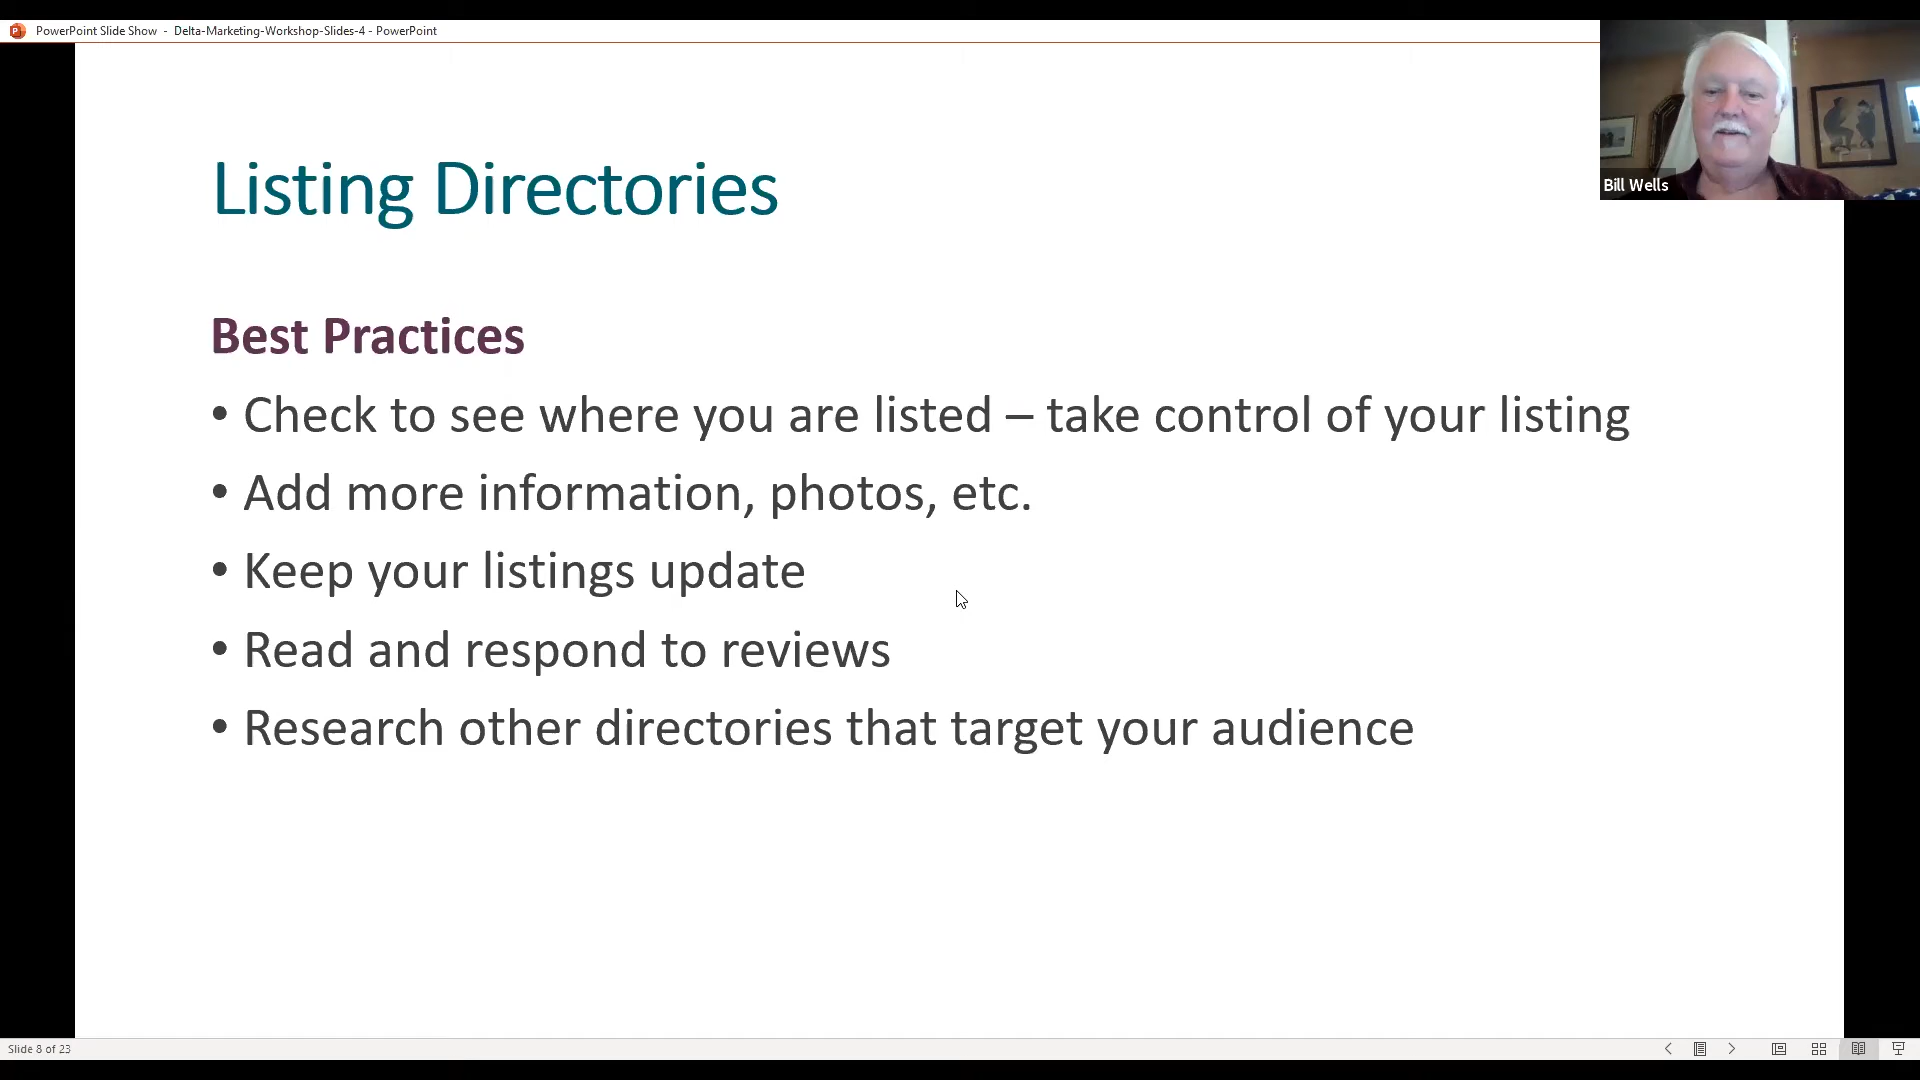 PowerPoint Slide Show - Delta-Marketing-Workshop-Slides-4 - PowerPoint
Bill Wells
Listing Directories
Best Practices
• Check to see where you are listed – take control of your listing
• Add more information, photos, etc.
• Keep your listings update
• Read and respond to reviews
• Research other directories that target your audience
Slide 8 of 23